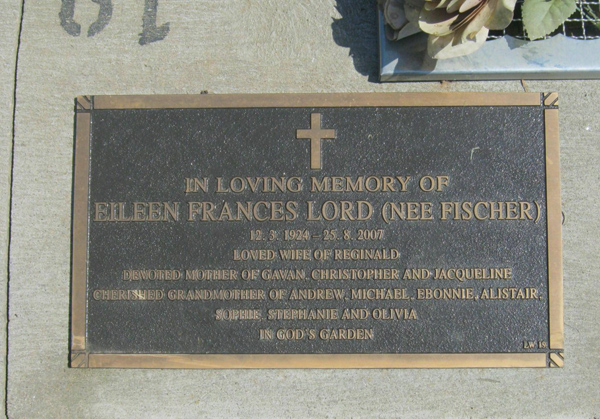 18
IN LOVING MEMORY OF
EILEEN FRANCES LORD (NEE FISCHER)
12. 3. 1924 - 25. 8. 2007
LOVED WIFE OF REGINALD
DEVOTED MOTHER OF GAVAN, CHRISTOPHER AND JACQUELINE
CHERISHED GRANDMOTHER OF ANDREW, MICHAEL, EBONNIE, ALISTAIR,
SOPHIE, STEPHANIE AND OLIVIA
IN GOD'S GARDEN